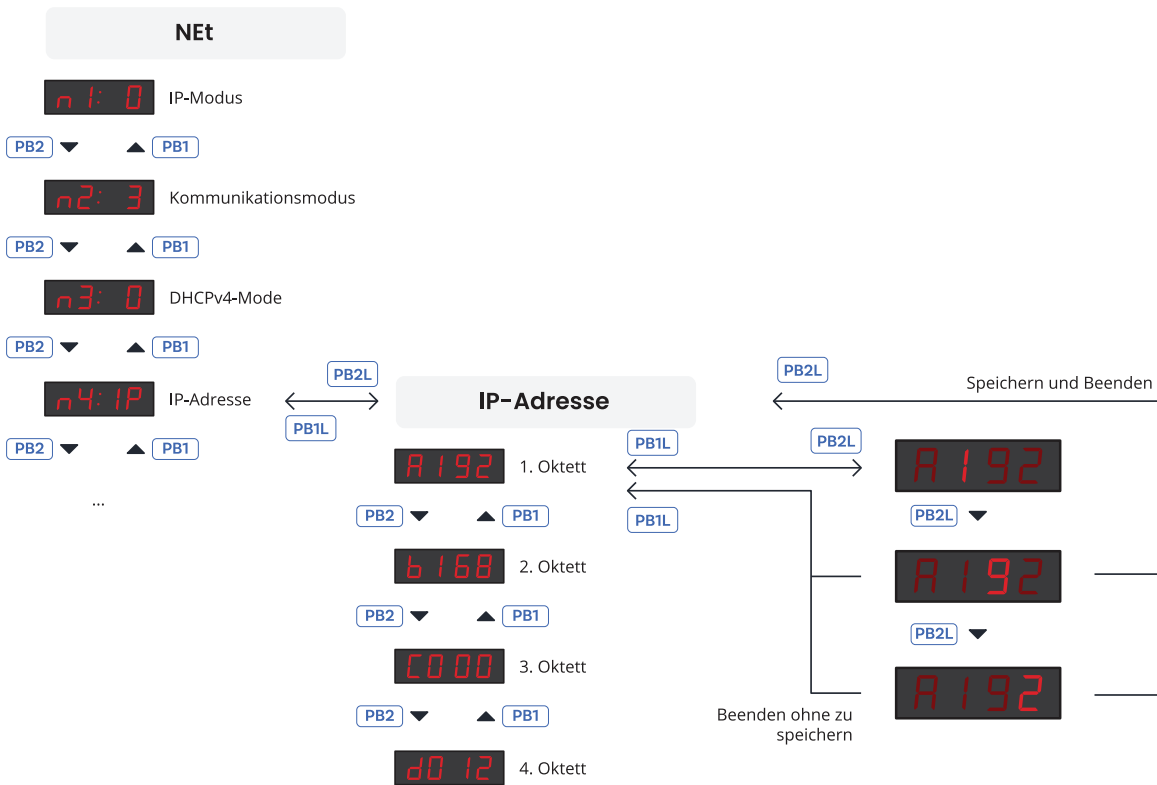 NEt
n1: 0 IP-Modus
PB2 PB1
n2: 3 Kommunikationsmodus
PB2 PB1
n3: 0 DHCPv4-Mode
PB2 PB1
n4:IP IP-Adresse
PB2 PB1
...
PB2L
PB1L
IP-Adresse
A192 1. Oktett
PB2 PB1
b168 2. Oktett
PB2 PB1
C000 3. Oktett
PB2 PB1
d012 4. Oktett
PB2L
Speichern und Beenden
PB1L
PB2L
PB1L
A192
PB2L
A192
PB2L
A192
Beenden ohne zu
speichern